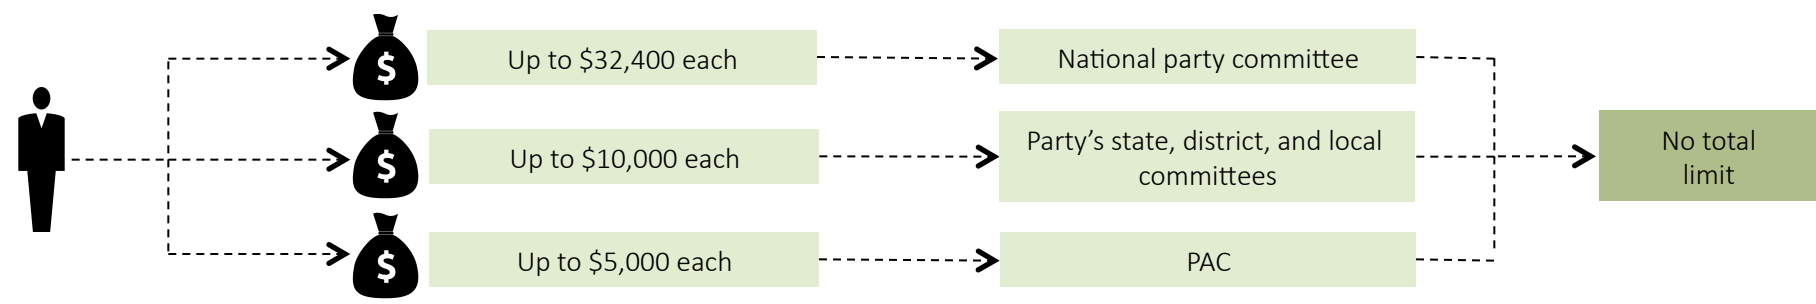 $
Up to $32,400 each
National party committee
$
Up to $10,000 each
Party’s state, district, and local
committees
No total
limit
$
Up to $5,000 each
PAC